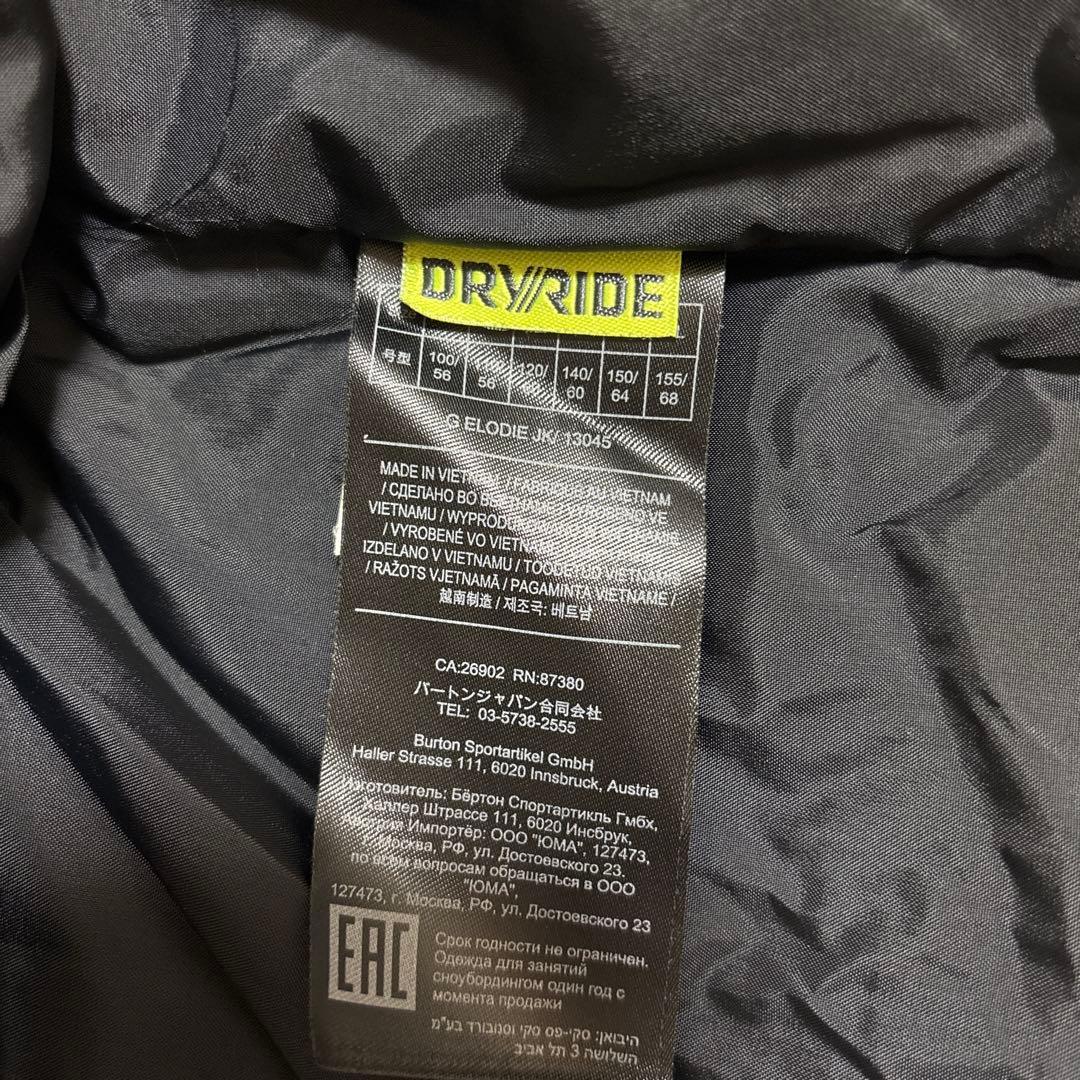 DRYRIDE
号型 100/56 56 120/ 140/60 150/64 155/68
G ELODIE JK/ 13045
MADE IN VIETNAM / FABRIQUÉ AU VIETNAM
/ СДЕЛАНО ВО VE
VIETNAMU /
/ VYROBENÉ VO
IZDELANO V VIETNAMU / TOODETUD VIETNAMIS
/ RAŽOTS VJETNAMĀ / PAGAMINTA VIETNAME /
越南制造 / 제조국: 베트남
CA:26902 RN:87380
バートンジャパン合同会社
TEL: 03-5738-2555
Burton Sportartikel GmbH
Haller Strasse 111, 6020 Innsbruck, Austria
Изготовитель: Бёртон Спортартикль Гмбх,
Халлер Штрассе 111, 6020 Инсбрук,
Импортёр: ООО "ЮМА", 127473,
Москва, РФ, ул. Достоевского 23.
по всем вопросам обращаться в ООО
"ЮМА",
127473, г. Москва, РФ, ул. Достоевского 23
EAC
Срок годности не ограничен.
Одежда для занятий
сноубордингом один год с
момента продажи
היבואן: סקי-פס סקי וסנובורד בע"מ
השלושה 3 תל אביב